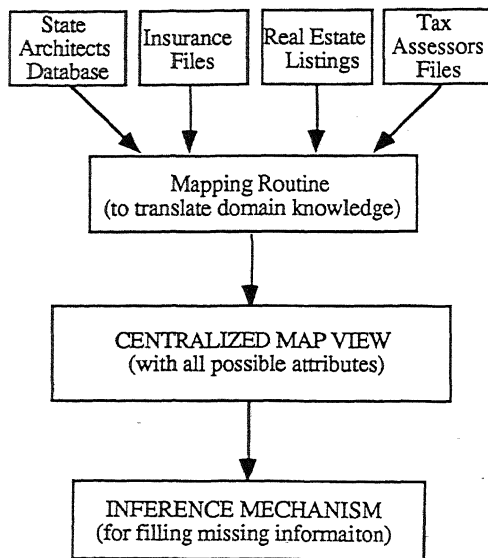 State
Architects
Database
Insurance
Files
Real Estate
Listings
Tax
Assessors
Files
Mapping Routine
(to translate domain knowledge)
CENTRALIZED MAP VIEW
(with all possible attributes)
INFERENCE MECHANISM
(for filling missing informaiton)